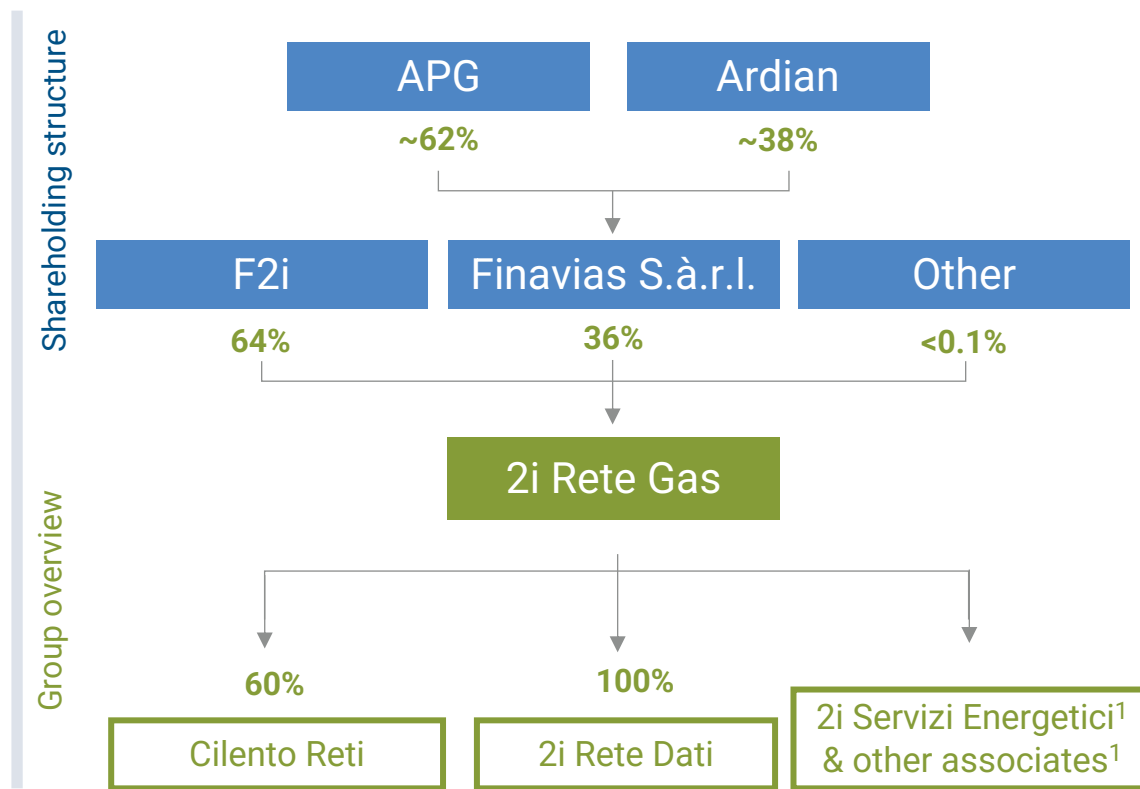 Shareholding structure
APG
Ardian
~62%
~38%
F2i
Finavias S.à.r.l.
Other
64%
36%
<0.1%
Group overview
2i Rete Gas
60%
100%
Cilento Reti
2i Rete Dati
2i Servizi Energetici¹
& other associates¹